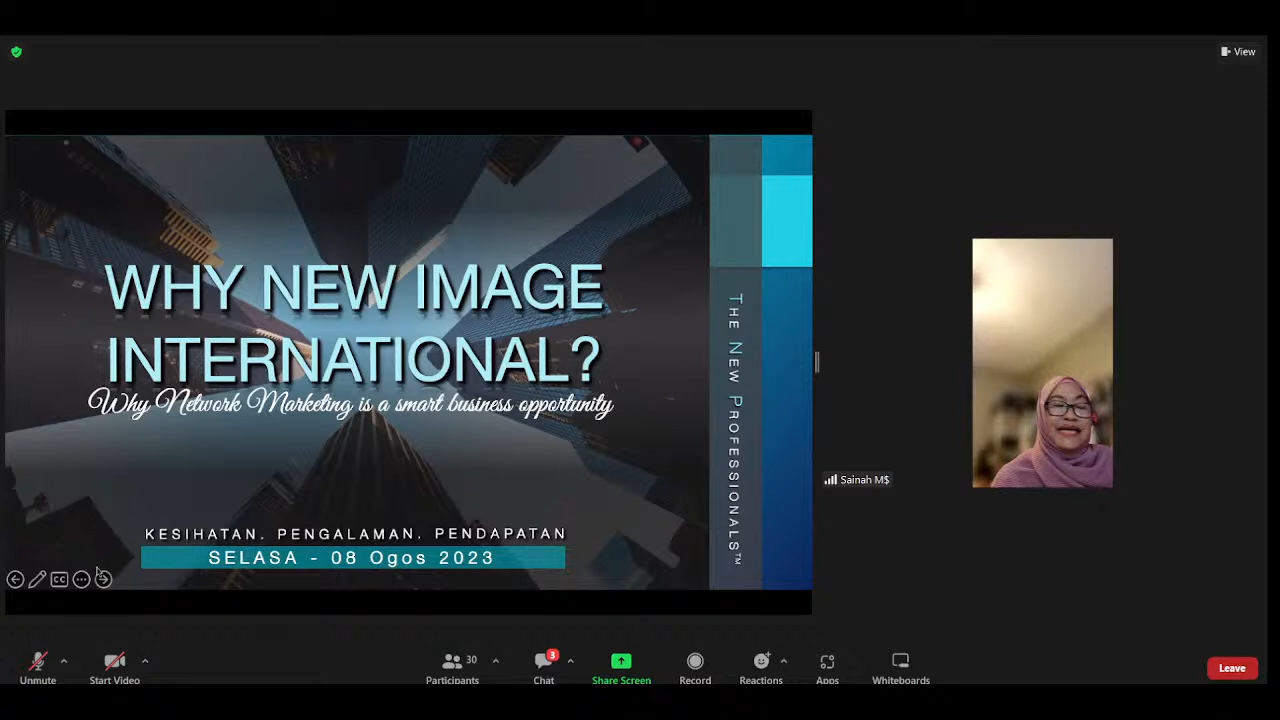 View
WHY NEW IMAGE
INTERNATIONAL?
Why Network Marketing is a smart business opportunity
KESIHATAN. PENGALAMAN. PENDAPATAN
SELASA - 08 Ogos 2023
THE NEW PROFESSIONALS™
CC
Sainah M$
30
3
Unmute
Start Video
Participants
Chat
Share Screen
Record
Reactions
Apps
Whiteboards
Leave